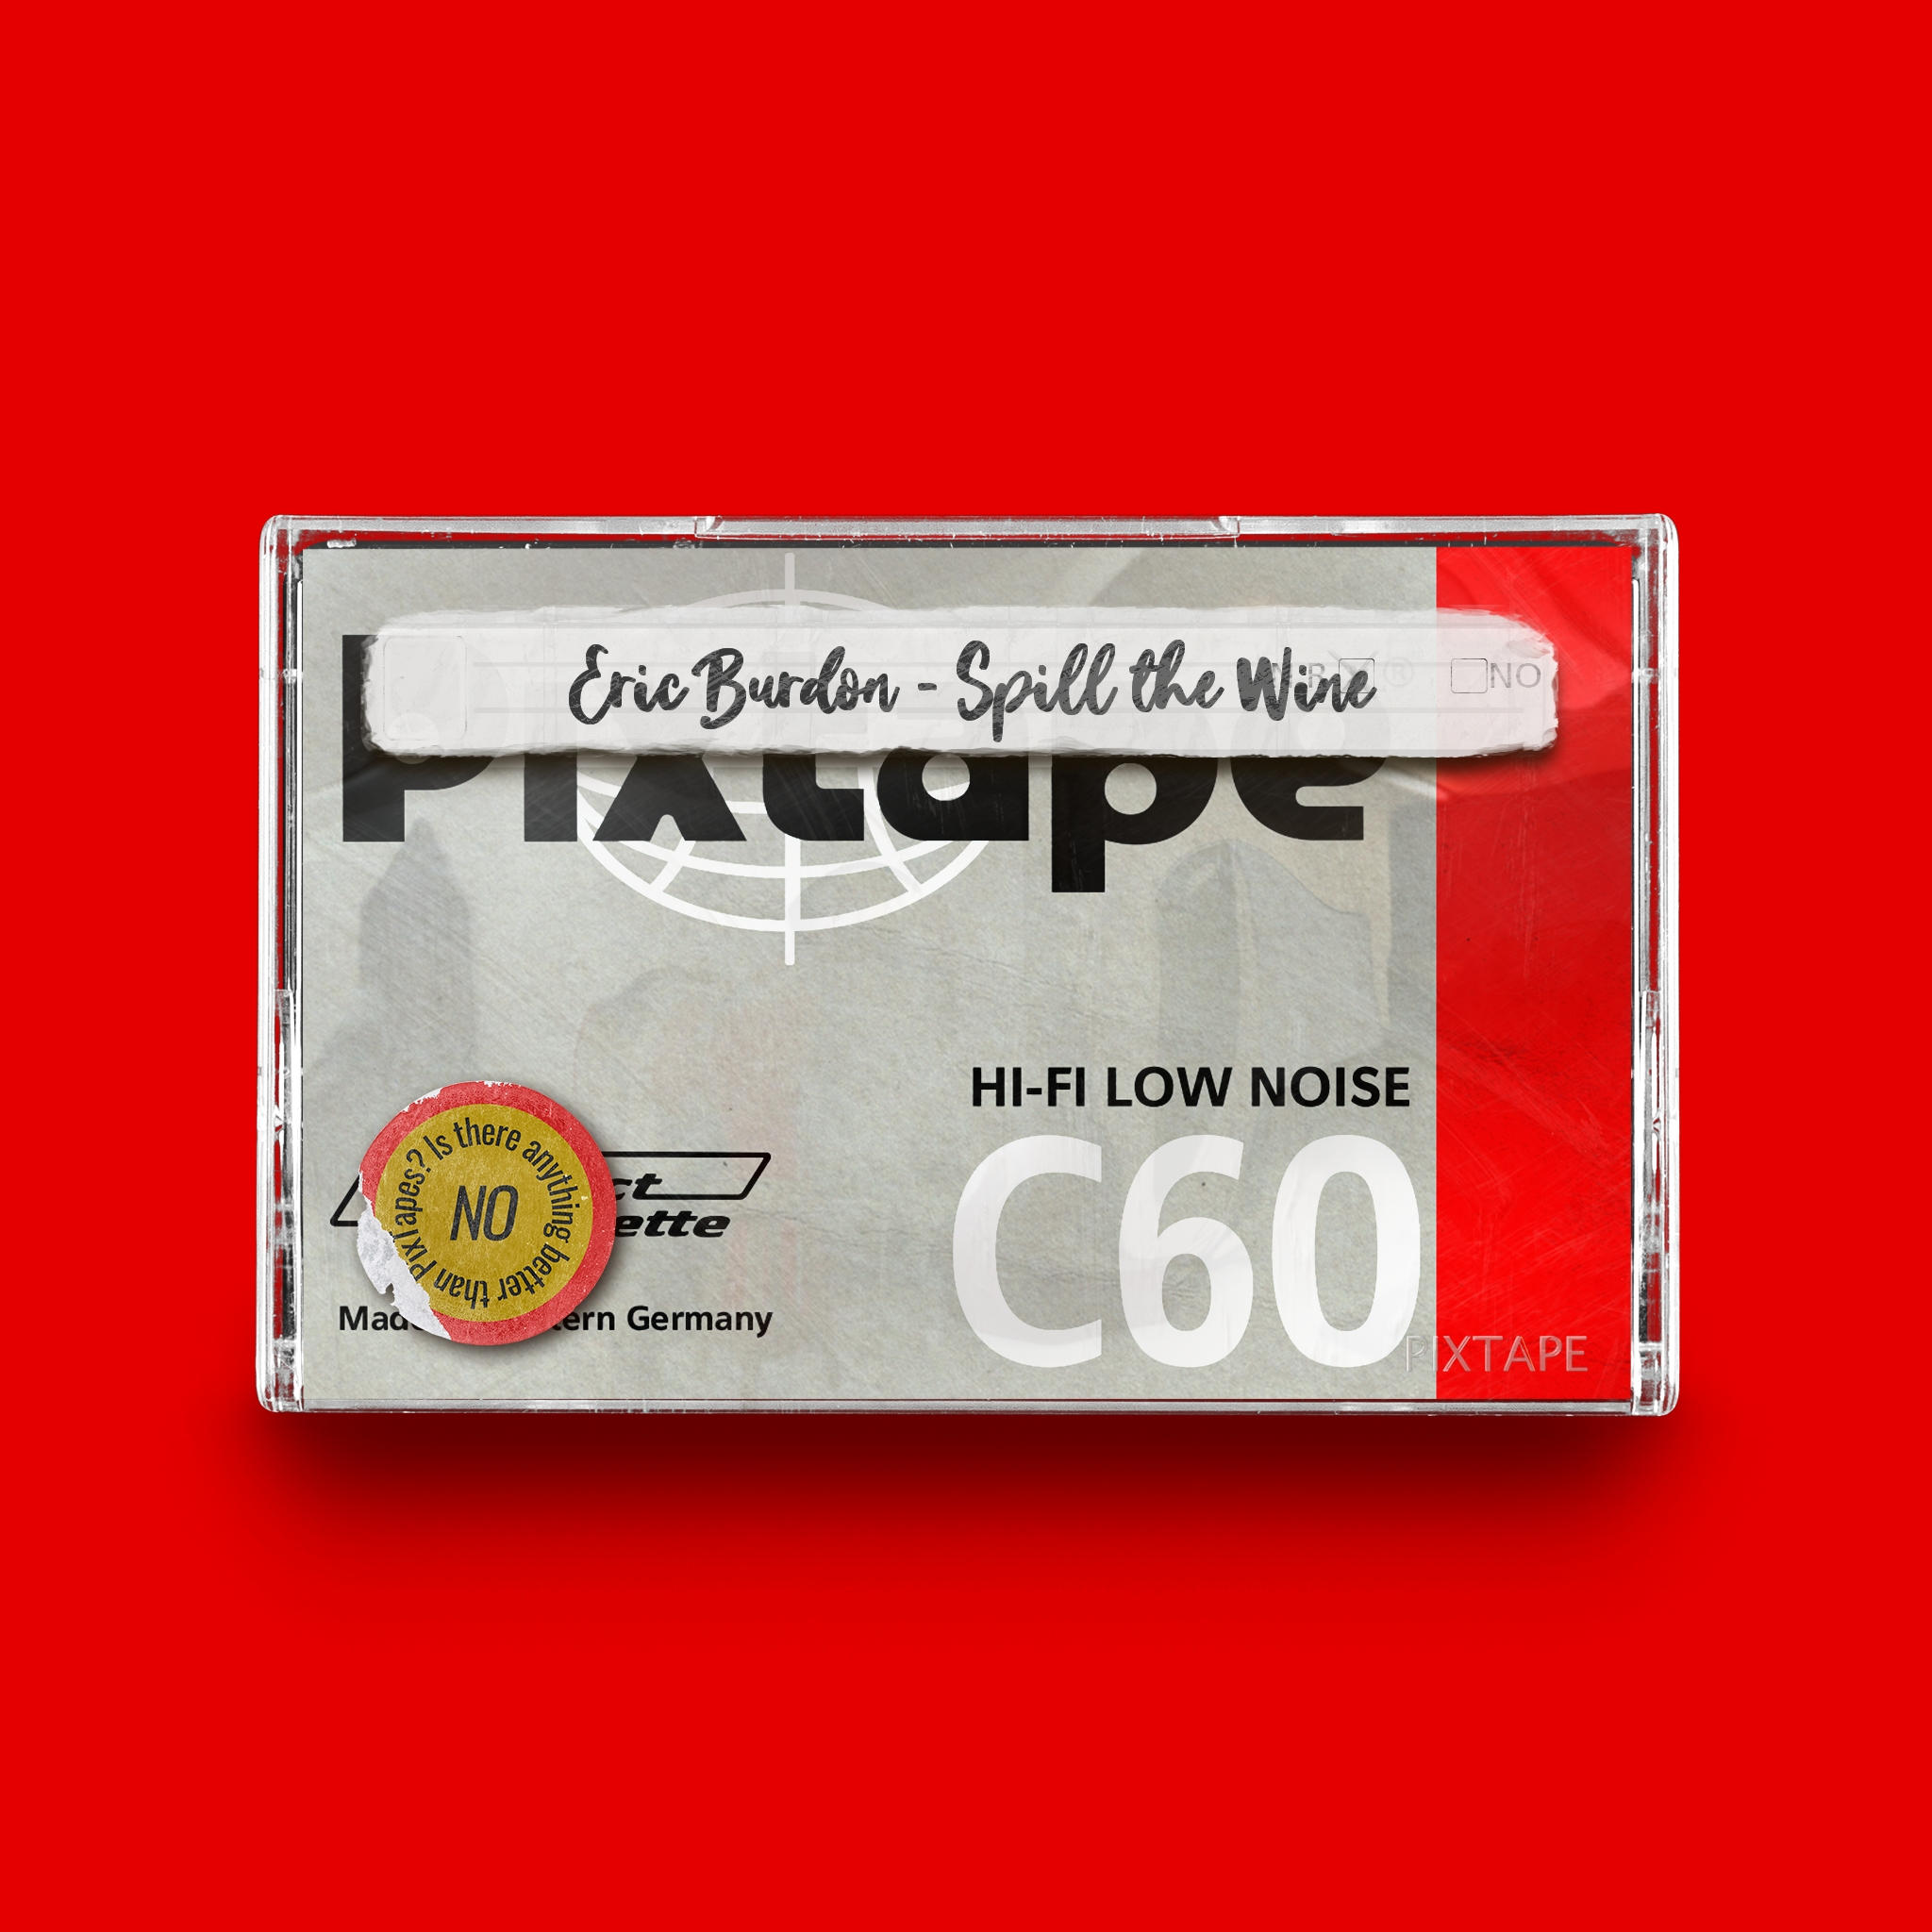 Eric Burdon - Spill the Wine
NO
Pixtape
HI-FI LOW NOISE
C60
Is there anything better than PixTapes?
NO
Germany
PIXTAPE